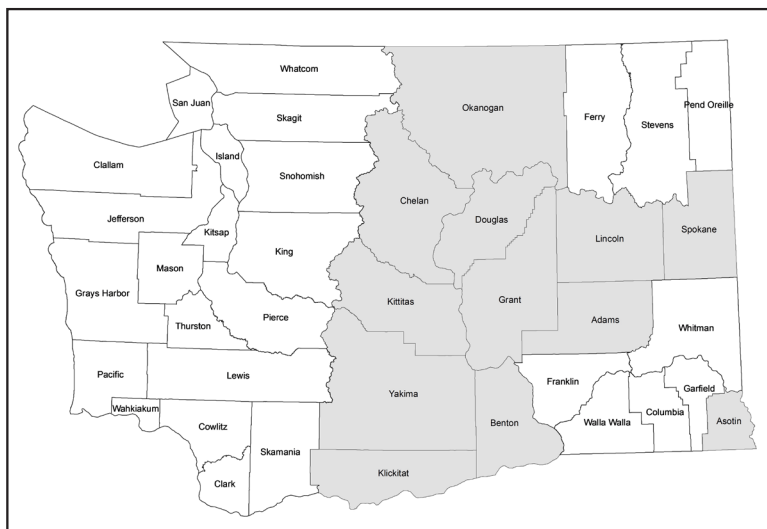 Whatcom
San Juan
Skagit
Okanogan
Ferry
Stevens
Pend Oreille
Island
Clallam
Snohomish
Chelan
Jefferson
Kitsap
Douglas
Lincoln
Spokane
King
Mason
Grays Harbor
Kittitas
Grant
Pierce
Thurston
Adams
Whitman
Pacific
Lewis
Yakima
Franklin
Garfield
Wahkiakum
Columbia
Cowlitz
Benton
Walla Walla
Asotin
Skamania
Klickitat
Clark